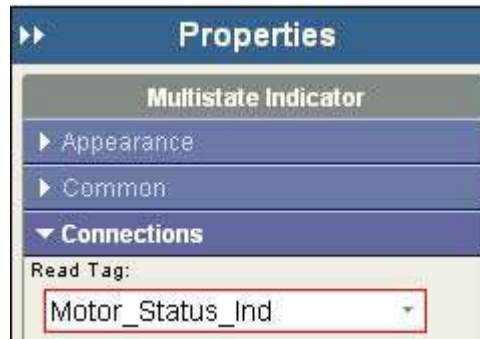 Properties
Multistate Indicator
Appearance
Common
Connections
Read Tag:
Motor_Status_Ind